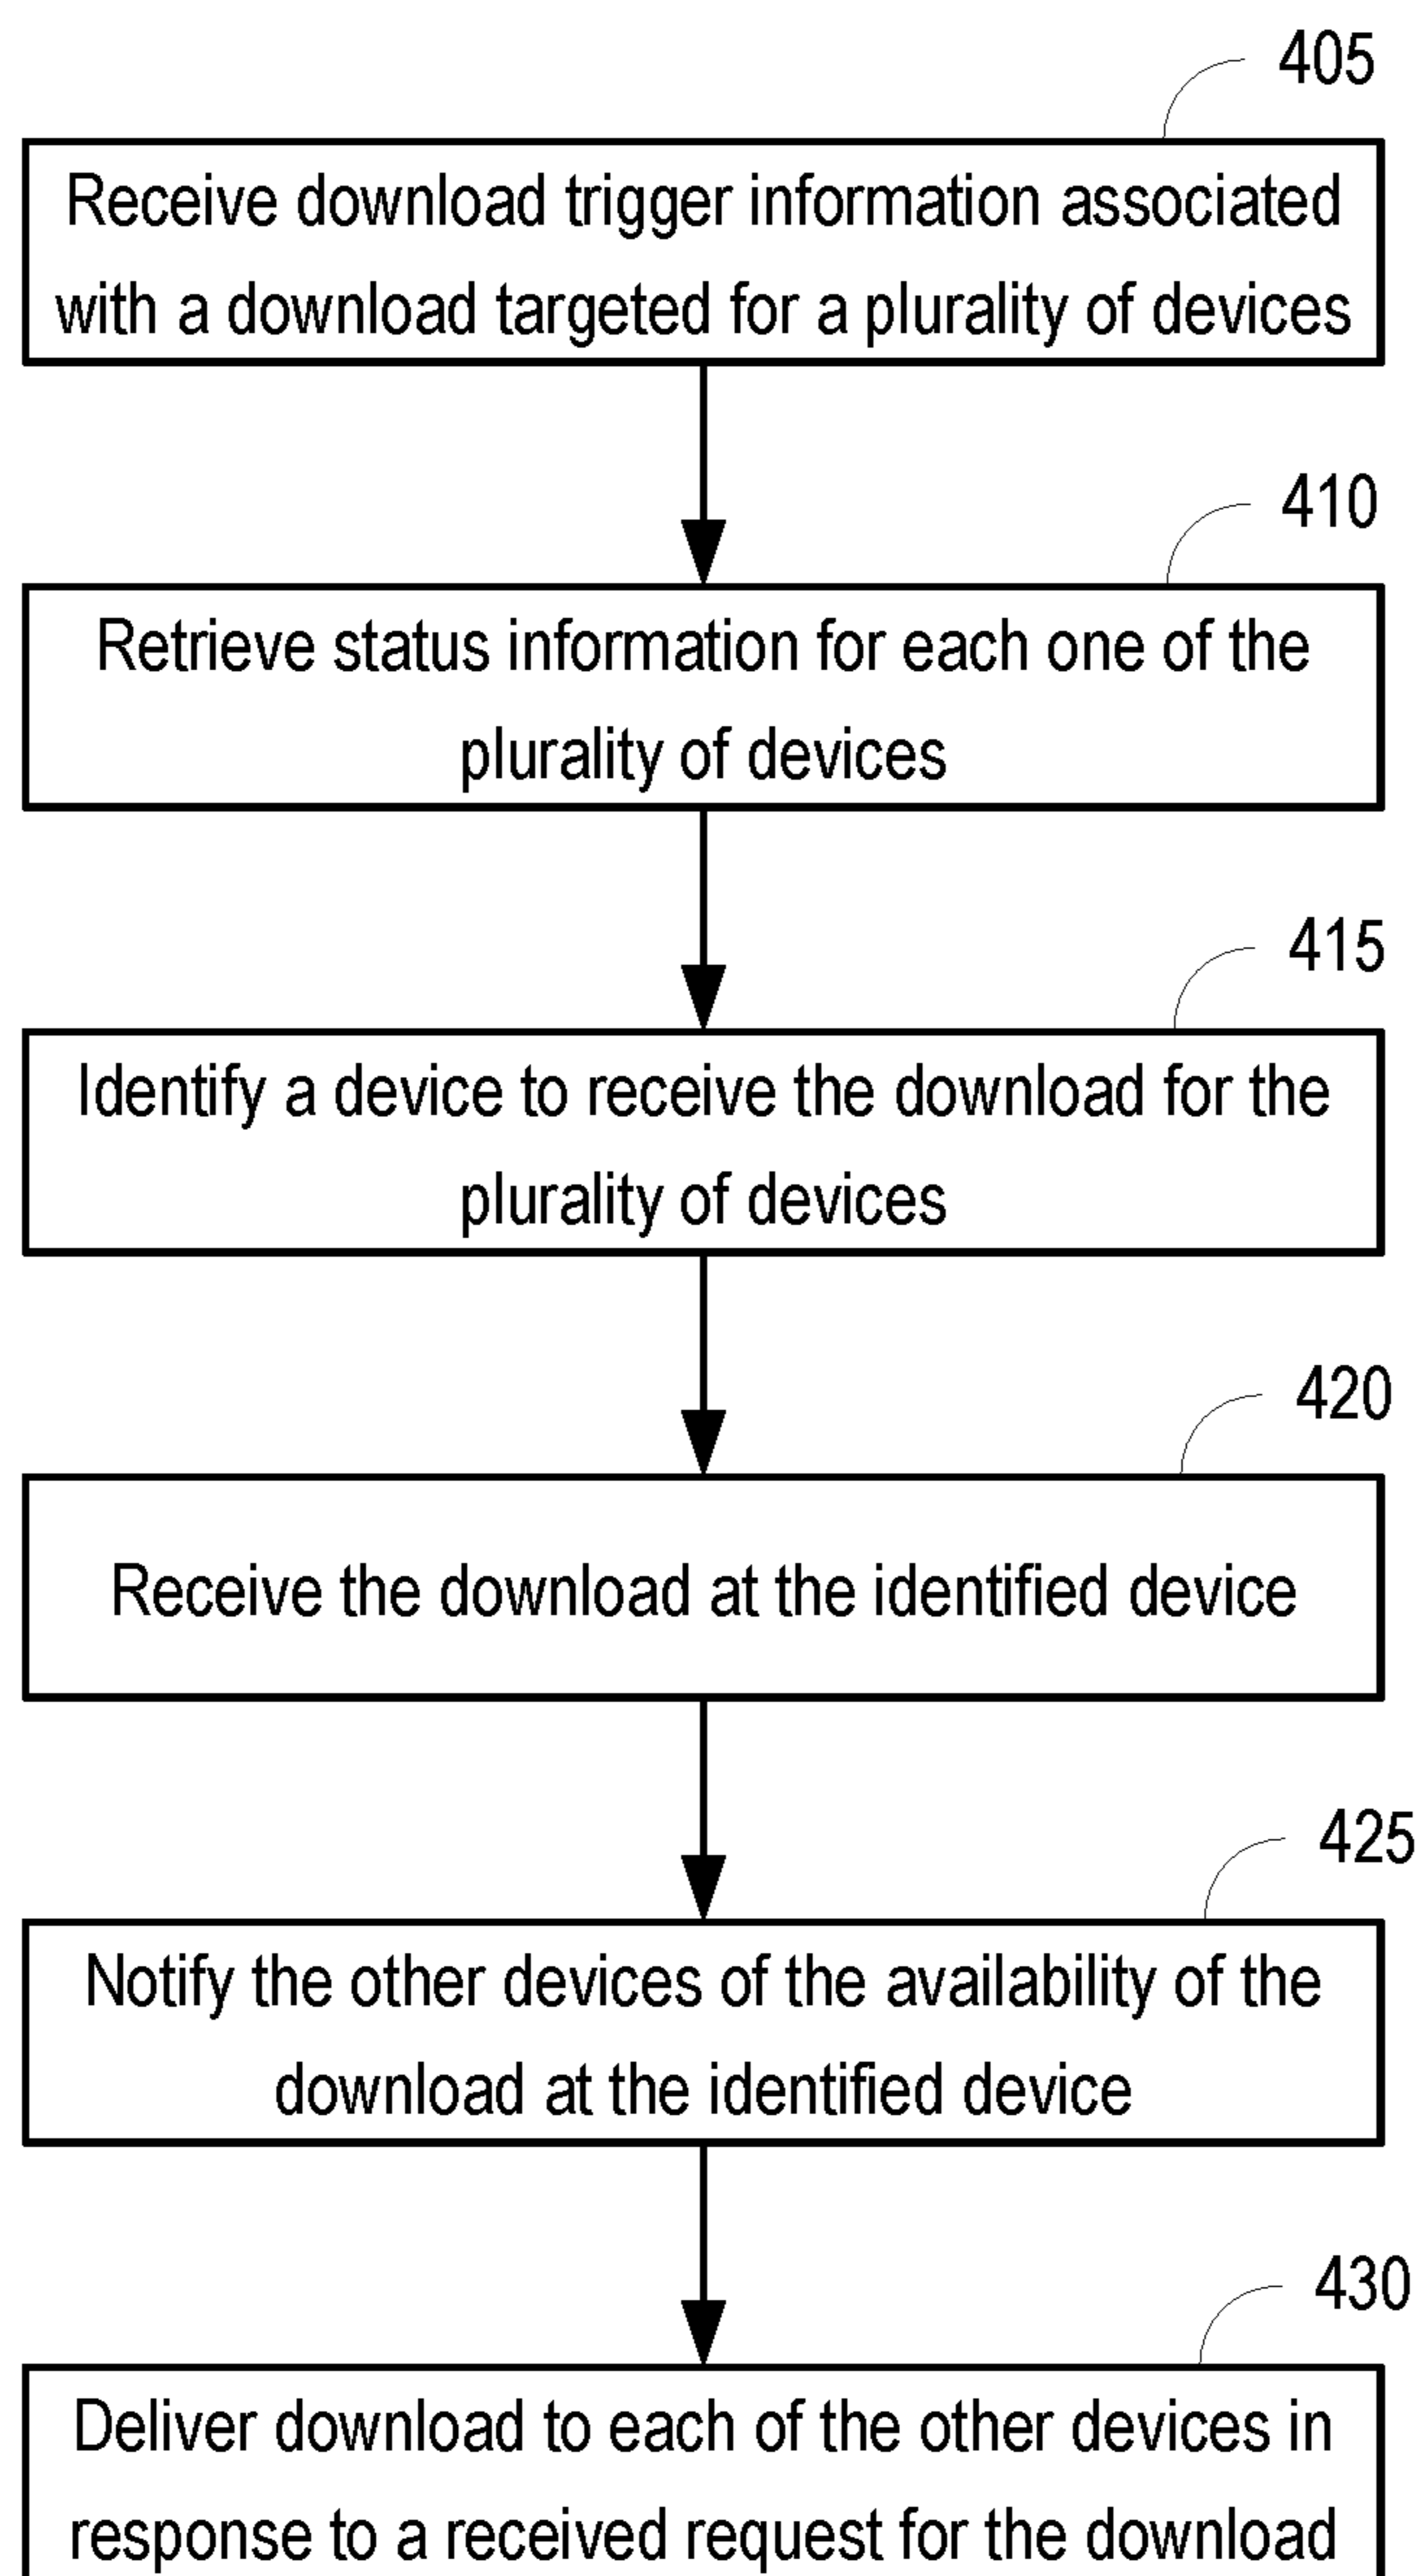 405
Receive download trigger information associated
with a download targeted for a plurality of devices
410
Retrieve status information for each one of the
plurality of devices
415
Identify a device to receive the download for the
plurality of devices
420
Receive the download at the identified device
425
Notify the other devices of the availability of the
download at the identified device
430
Deliver download to each of the other devices in
response to a received request for the download